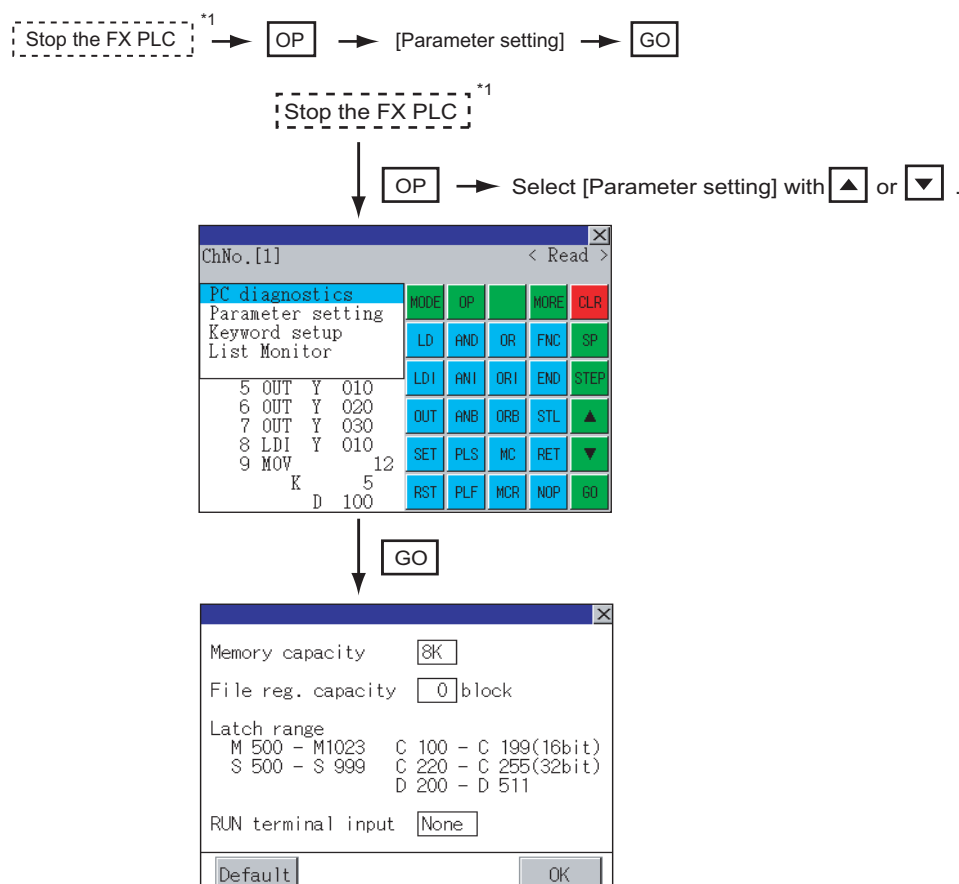 Stop the FX PLC *1 OP [Parameter setting] GO
Stop the FX PLC *1
OP Select [Parameter setting] with ▲ or ▼ .
ChNo.[1] < Read >
PC diagnostics
Parameter setting
Keyword setup
List Monitor
5 OUT Y 010
6 OUT Y 020
7 OUT Y 030
8 LDI Y 010
9 MOV 12
K 5
D 100
MODE OP MORE CLR
LD AND OR FNC SP
LDI ANI ORI END STEP
OUT ANB ORB STL ▲
SET PLS MC RET ▼
RST PLF MCR NOP GO
GO
Memory capacity 8K
File reg. capacity 0 block
Latch range
M 500 - M1023 C 100 - C 199(16bit)
S 500 - S 999 C 220 - C 255(32bit)
D 200 - D 511
RUN terminal input None
Default OK